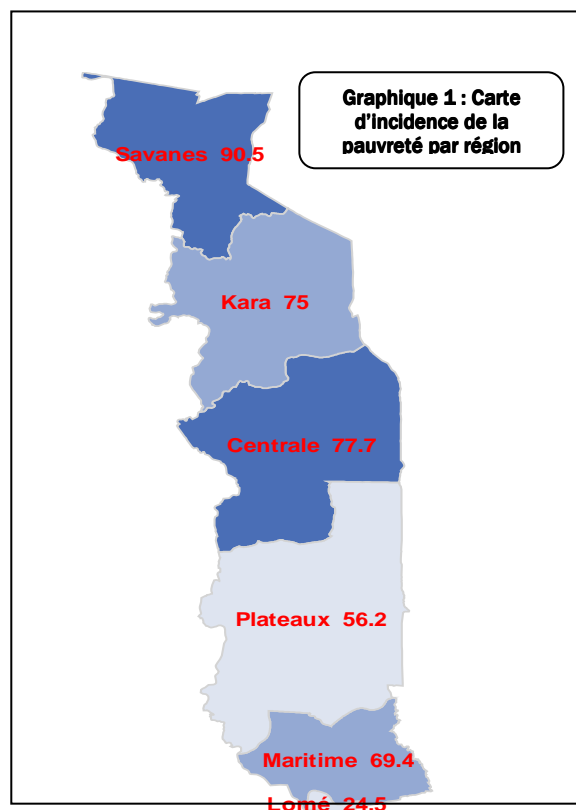 Graphique 1 : Carte
d'incidence de la
pauvreté par région
Savanes 90.5
Kara 75
Centrale 77.7
Plateaux 56.2
Maritime 69.4
Lomé 24.5